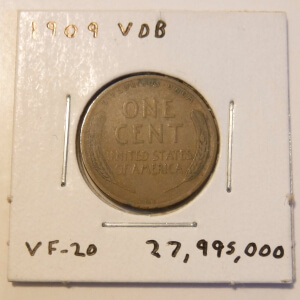 1909 VDB
ONE
CENT
UNITED STATES
OF AMERICA
VF-20 27,995,000